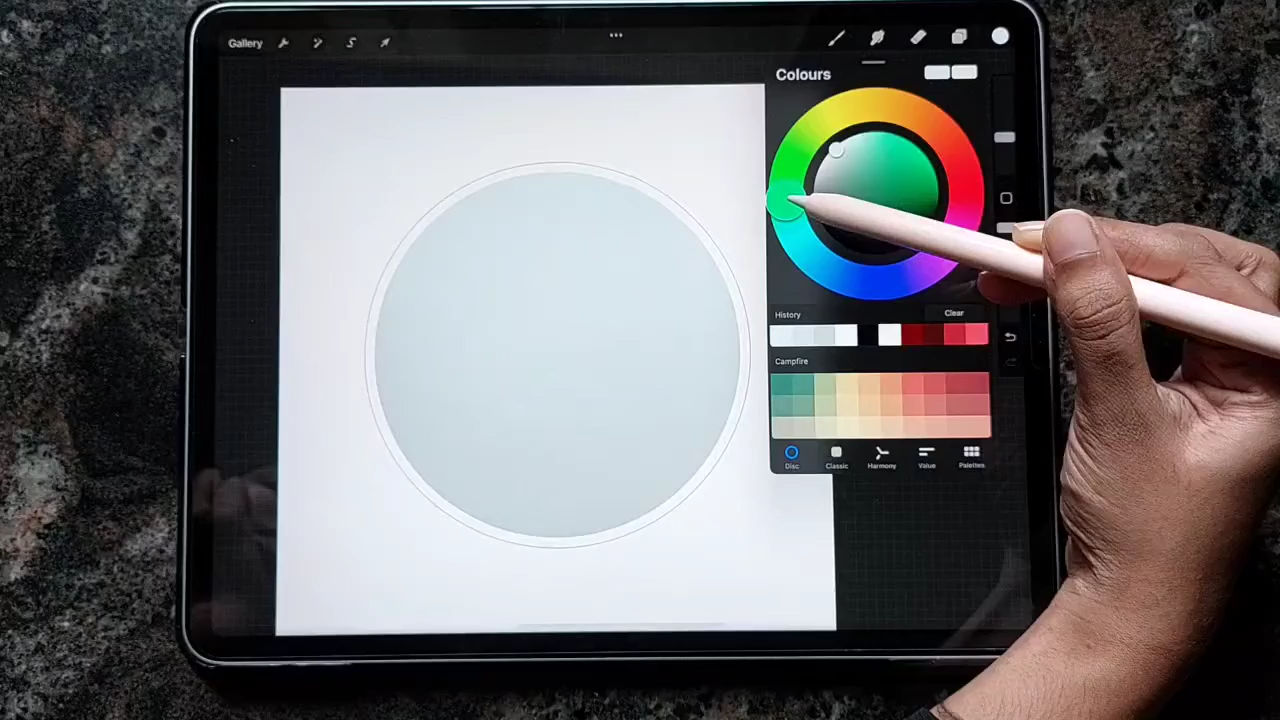 Gallery
Colours
History
Clear
Campfire
Disc
Classic
Harmony
Value
Palettes